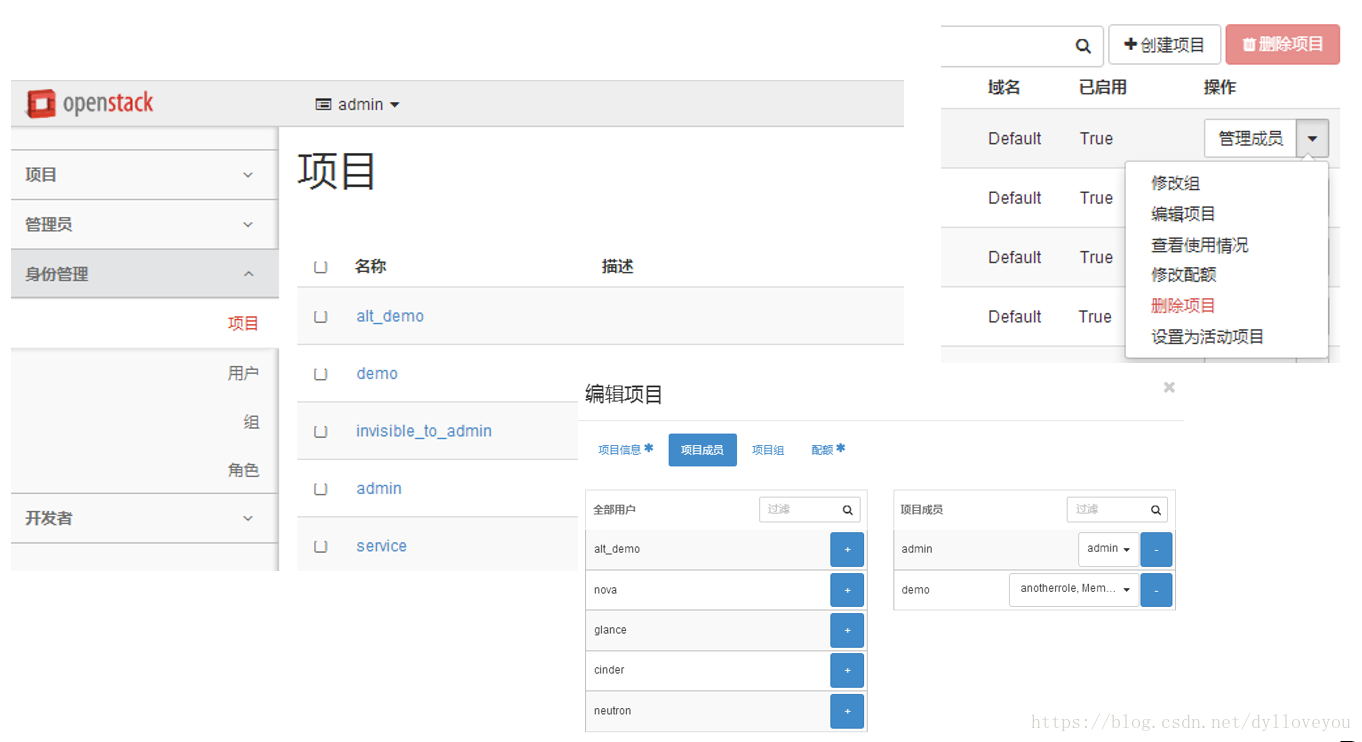 openstack
admin
项目
管理员
身份管理
项目
用户
组
角色
开发者
项目
名称 描述
alt_demo
demo
invisible_to_admin
admin
service
创建项目 删除项目
域名 已启用 操作
Default True 管理成员
Default True
Default True
Default True
修改组
编辑项目
查看使用情况
修改配额
删除项目
设置为活动项目
编辑项目 ×
项目信息 * 项目成员 项目组 配额 *
全部用户 过滤
alt_demo +
nova +
glance +
cinder +
neutron +
项目成员 过滤
admin admin -
demo anotherrole, Mem... -
https://blog.csdn.net/dylloveyou